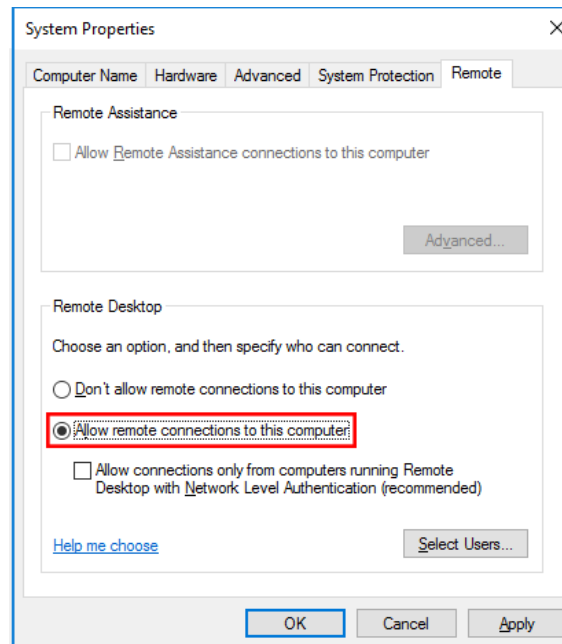 System Properties
Computer Name Hardware Advanced System Protection Remote
Remote Assistance
Allow Remote Assistance connections to this computer
Advanced...
Remote Desktop
Choose an option, and then specify who can connect.
Don't allow remote connections to this computer
Allow remote connections to this computer
Allow connections only from computers running Remote
Desktop with Network Level Authentication (recommended)
Help me choose Select Users...
OK Cancel Apply